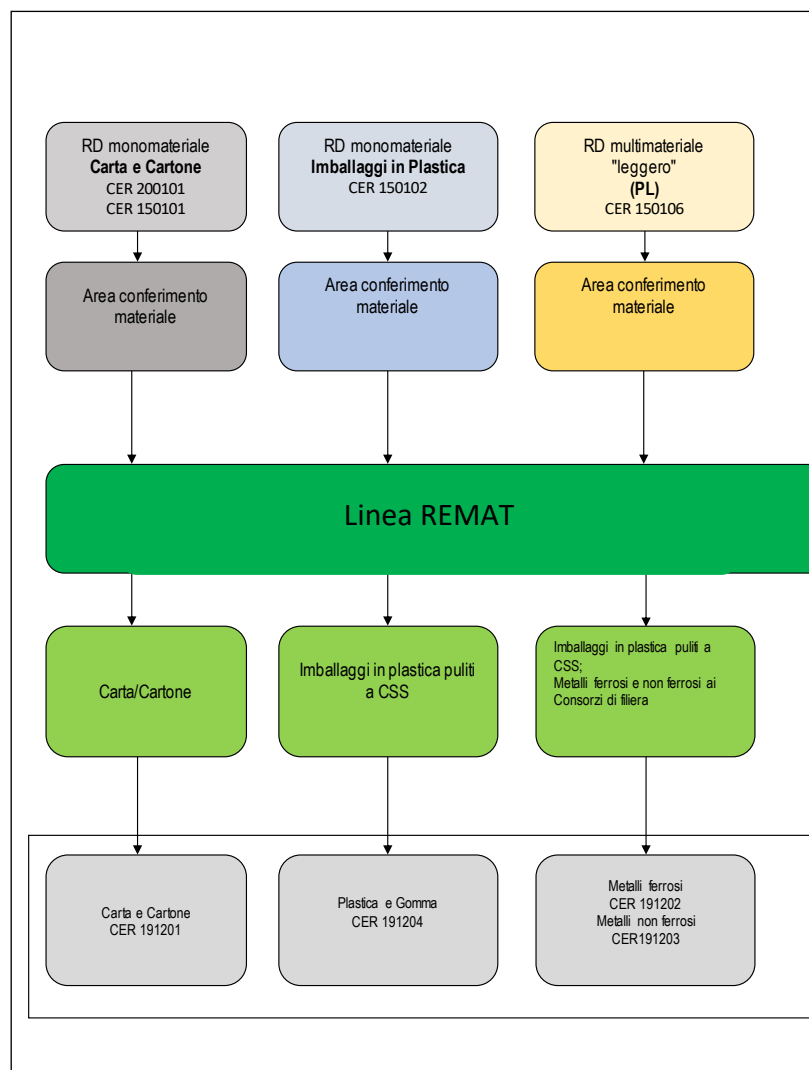 RD monomateriale
Carta e Cartone
CER 200101
CER 150101
RD monomateriale
Imballaggi in Plastica
CER 150102
RD multimateriale
"leggero"
(PL)
CER 150106
Area conferimento
materiale
Area conferimento
materiale
Area conferimento
materiale
Linea REMAT
Carta/Cartone
Imballaggi in plastica puliti
a CSS
Imballaggi in plastica puliti a
CSS;
Metalli ferrosi e non ferrosi ai
Consorzi di filiera
Carta e Cartone
CER 191201
Plastica e Gomma
CER 191204
Metalli ferrosi
CER 191202
Metalli non ferrosi
CER191203